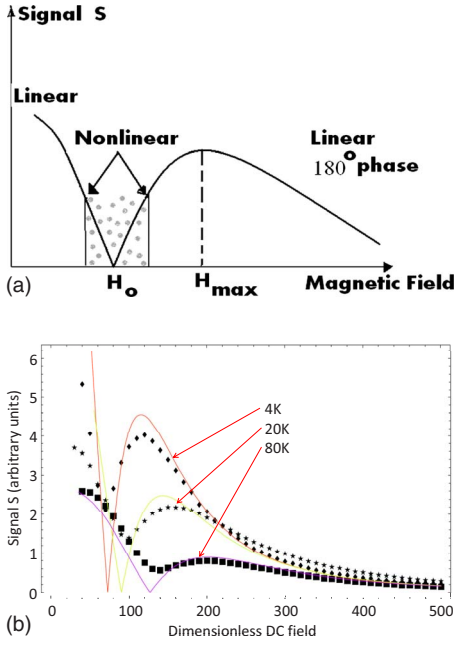 Signal S
Linear
Nonlinear
Linear
180° phase
Ho
Hmax
Magnetic Field
(a)
6
5
4
3
2
1
0
Signal S (arbitrary units)
4K
20K
80K
0 100 200 300 400 500
Dimensionless DC field
(b)